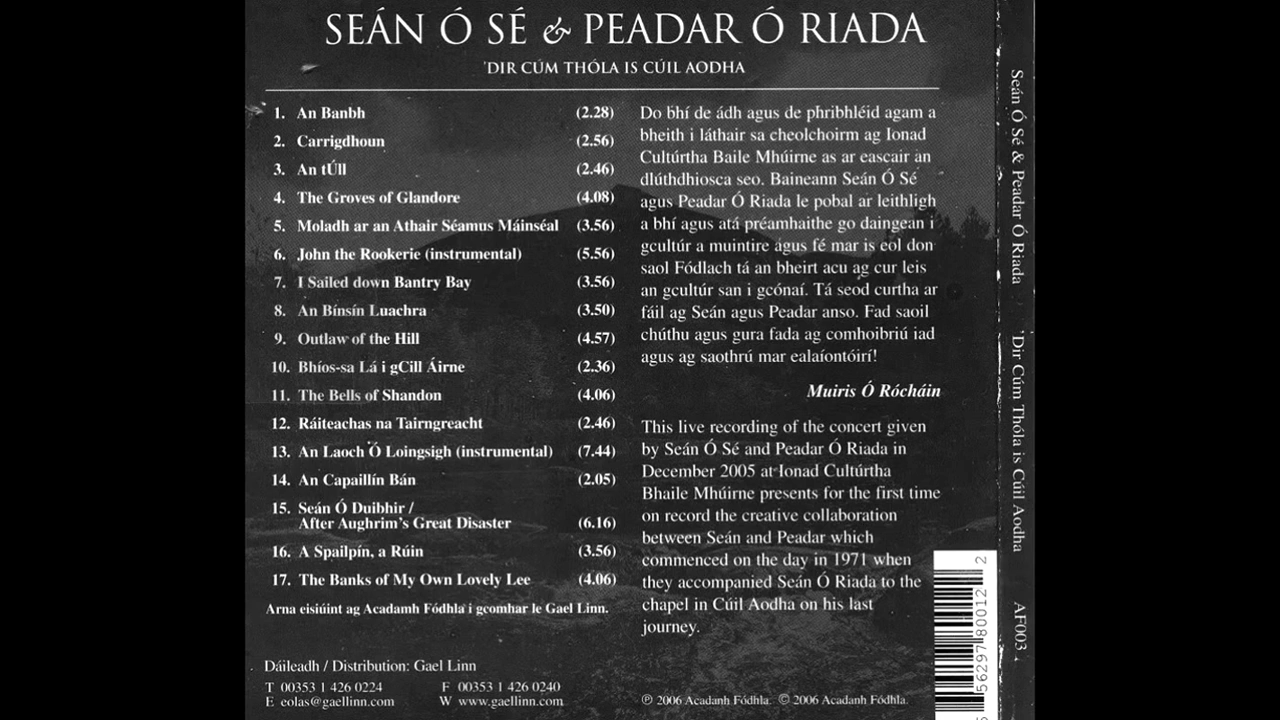 SEÁN Ó SÉ & PEADAR Ó RIADA
'DIR CÚM THÓLA IS CÚIL AODHA
1. An Banbh (2.28)
2. Carrigdhoun (2.56)
3. An tÚll (2.46)
4. The Groves of Glandore (4.08)
5. Moladh ar an Athair Séamus Máinséal (3.56)
6. John the Rookerie (instrumental) (5.56)
7. I Sailed down Bantry Bay (3.56)
8. An Bínsín Luachra (3.50)
9. Outlaw of the Hill (4.57)
10. Bhíos-sa Lá i gCill Áirne (2.36)
11. The Bells of Shandon (4.06)
12. Ráiteachas na Tairngreacht (2.46)
13. An Laoch Ó Loingsigh (instrumental) (7.44)
14. An Capaillín Bán (2.05)
15. Seán Ó Duibhir /
After Aughrim's Great Disaster (6.16)
16. A Spailpín, a Rúin (3.56)
17. The Banks of My Own Lovely Lee (4.06)
Arna eisiúint ag Acadamh Fódhla i gcomhar le Gael Linn.
Dáileadh / Distribution: Gael Linn
T 00353 1 426 0224 F 00353 1 426 0240
E eolas@gaellinn.com W www.gaellinn.com
Do bhí de ádh agus de phribhléid agam a
bheith i láthair sa cheolchoirm ag Ionad
Cultúrtha Baile Mhúirne as ar eascair an
dlúthdhiosca seo. Baineann Seán Ó Sé
agus Peadar Ó Riada le pobal ar leithligh
a bhí agus atá préamhaithe go daingean i
gcultúr a muintire agus fé mar is eol don
saol Fódlach tá an bheirt acu ag cur leis
an gcultúr san i gcónaí. Tá seod curtha ar
fáil ag Seán agus Peadar anso. Fad saoil
chúthu agus gura fada ag comhoibriú iad
agus ag saothrú mar ealaíontóirí!
Muiris Ó Rócháin
This live recording of the concert given
by Seán Ó Sé and Peadar Ó Riada in
December 2005 at Ionad Cultúrtha
Bhaile Mhúirne presents for the first time
on record the creative collaboration
between Seán and Peadar which
commenced on the day in 1971 when
they accompanied Seán Ó Riada to the
chapel in Cúil Aodha on his last
journey.
℗ 2006 Acadanh Fódhla. © 2006 Acadanh Fódhla.
56297 80012 2
Seán Ó Sé & Peadar Ó Riada 'Dir Cúm Thóla is Cúil Aodha AF003